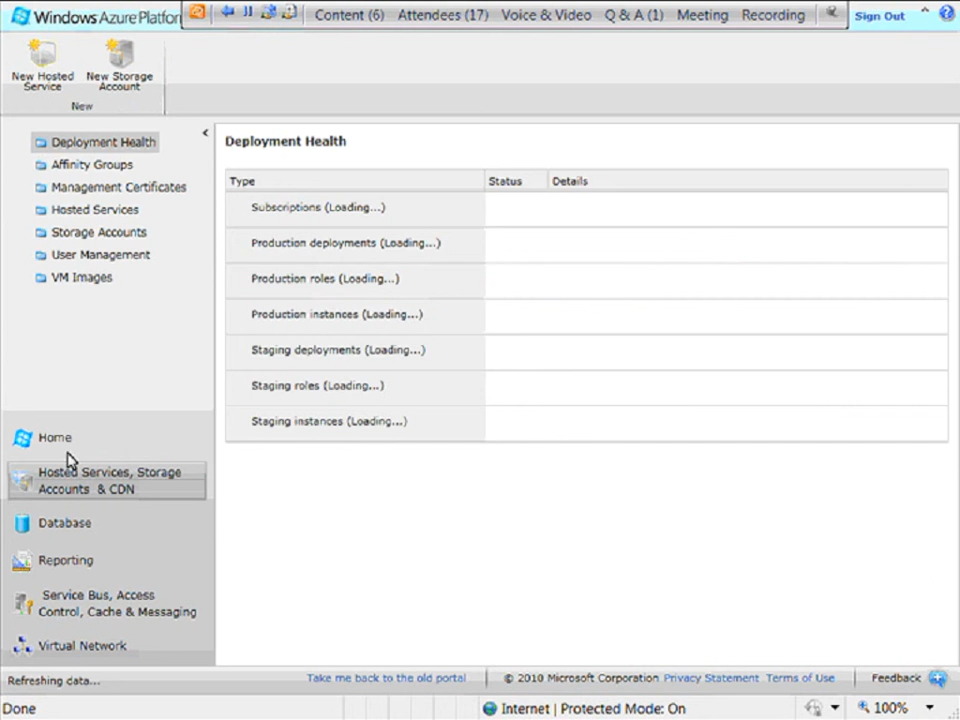 Windows Azure Platfor
Content (6)
Attendees (17)
Voice & Video
Q & A (1)
Meeting
Recording
Sign Out
New Hosted
Service
New Storage
Account
New
Deployment Health
Affinity Groups
Management Certificates
Hosted Services
Storage Accounts
User Management
VM Images
Home
Hosted Services, Storage
Accounts & CDN
Database
Reporting
Service Bus, Access
Control, Cache & Messaging
Virtual Network
Deployment Health
Type
Status
Details
Subscriptions (Loading...)
Production deployments (Loading...)
Production roles (Loading...)
Production instances (Loading...)
Staging deployments (Loading...)
Staging roles (Loading...)
Staging instances (Loading...)
Refreshing data...
Take me back to the old portal
© 2010 Microsoft Corporation
Privacy Statement
Terms of Use
Feedback
Done
Internet | Protected Mode: On
100%